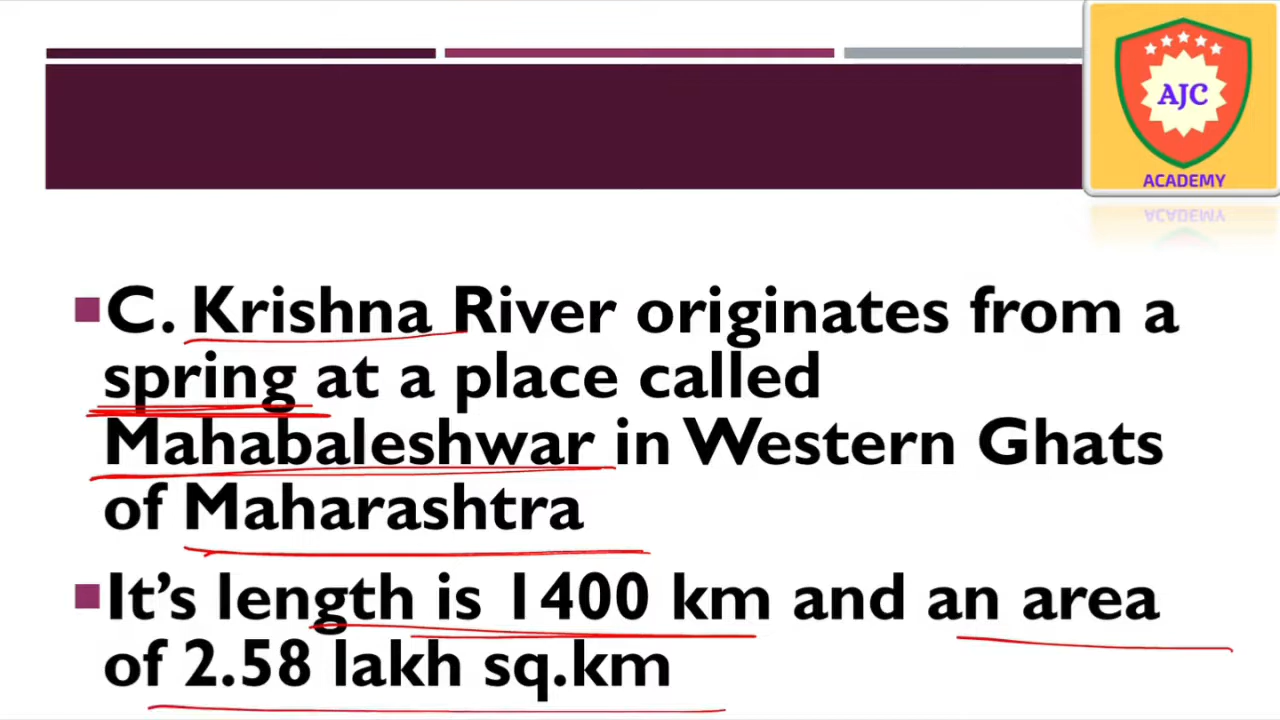 AJC
ACADEMY
C. Krishna River originates from a
spring at a place called
Mahabaleshwar in Western Ghats
of Maharashtra
It's length is 1400 km and an area
of 2.58 lakh sq.km